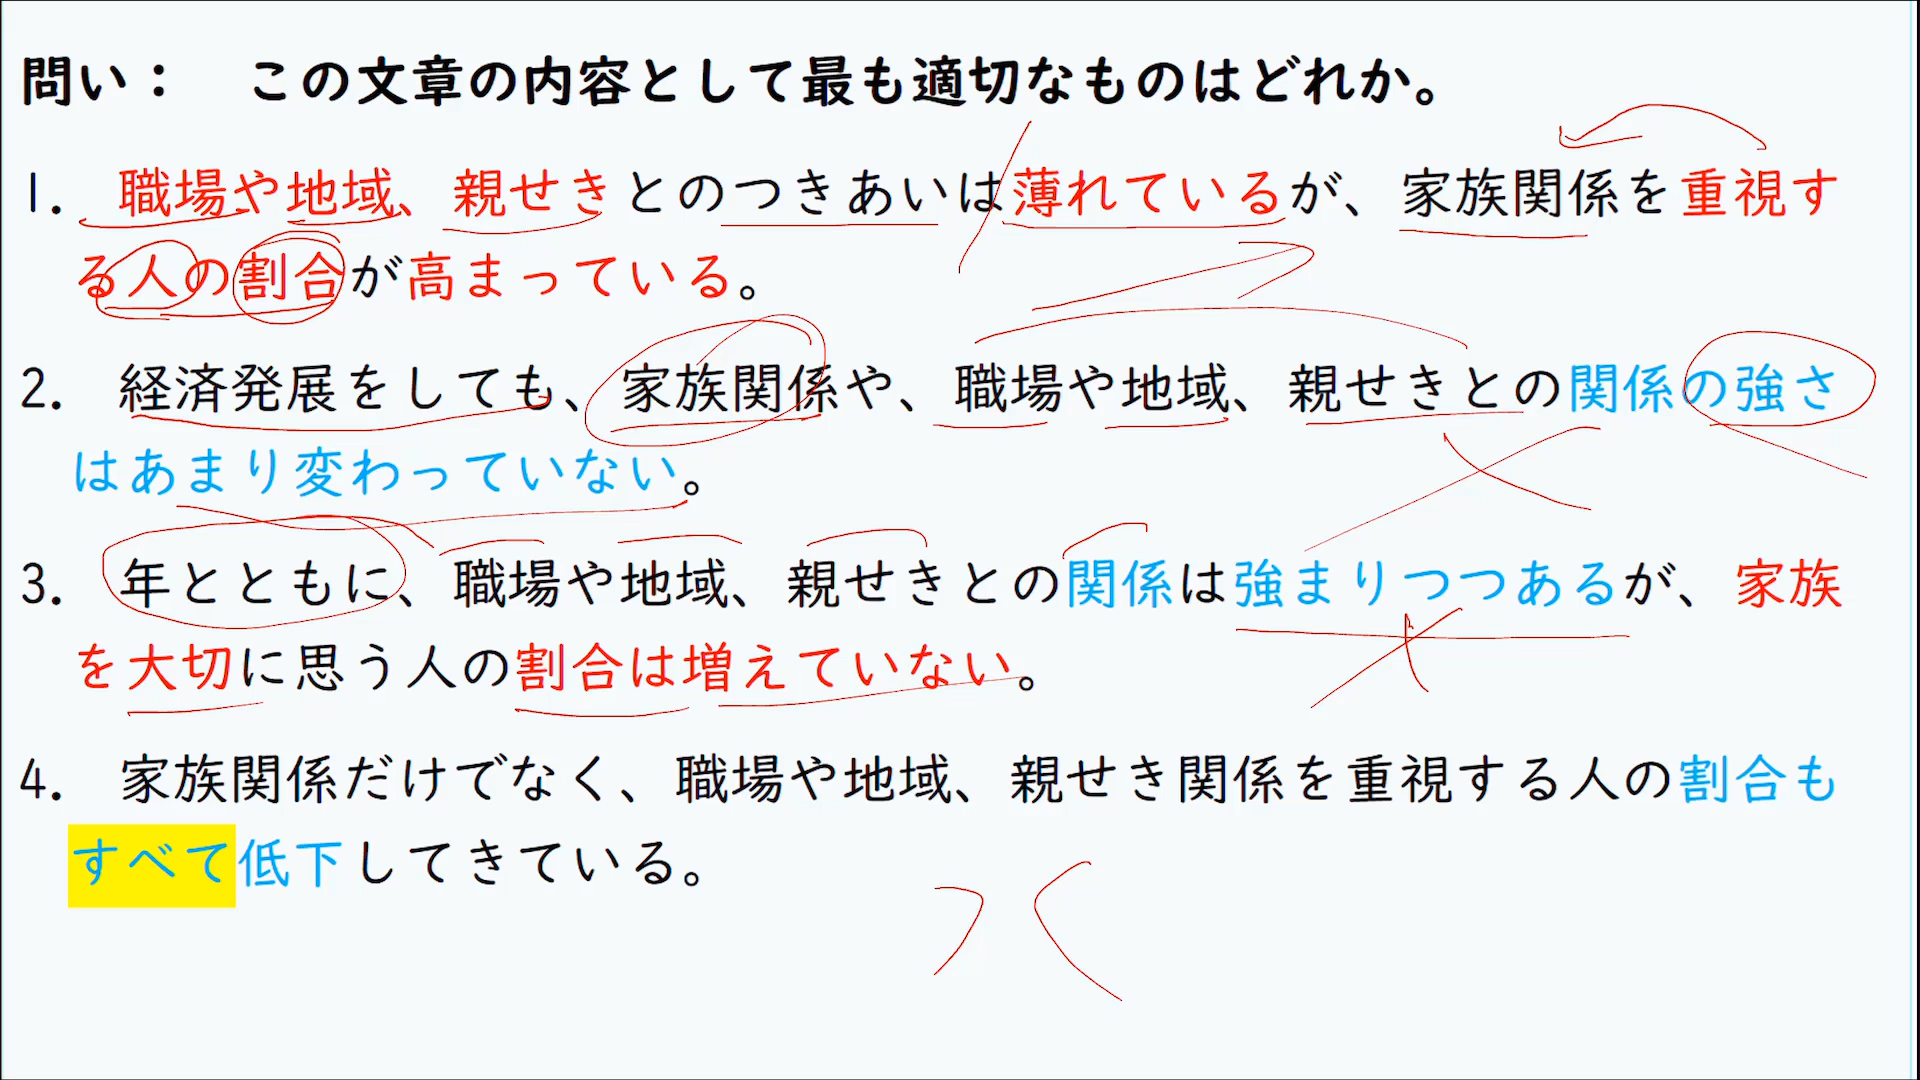 問い： この文章の内容として最も適切なものはどれか。
1. 職場や地域、親せきとのつきあいは薄れているが、家族関係を重視す
る人の割合が高まっている。
2. 経済発展をしても、家族関係や、職場や地域、親せきとの関係の強さ
はあまり変わっていない。
3. 年とともに、職場や地域、親せきとの関係は強まりつつあるが、家族
を大切に思う人の割合は増えていない。
4. 家族関係だけでなく、職場や地域、親せき関係を重視する人の割合も
すべて低下してきている。